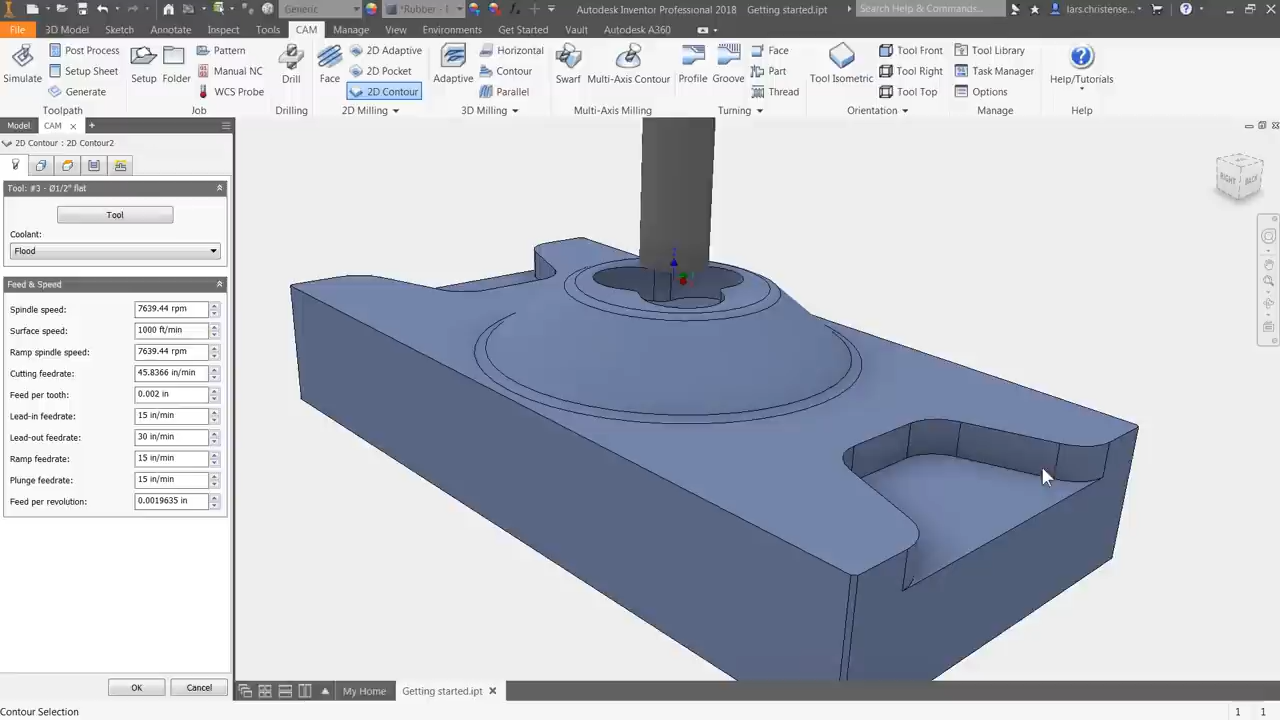 Generic
*Rubber
Autodesk Inventor Professional 2018 Getting started.ipt
Search Help & Commands...
lars.christense...
File 3D Model Sketch Annotate Inspect Tools CAM Manage View Environments Get Started Vault Autodesk A360
Simulate
Post Process
Setup Sheet
Generate
Toolpath
Setup
Folder
Pattern
Manual NC
WCS Probe
Job
Drill
Drilling
Face
2D Adaptive
2D Pocket
2D Contour
2D Milling
Adaptive
Horizontal
Contour
Parallel
3D Milling
Swarf
Multi-Axis Contour
Multi-Axis Milling
Profile
Groove
Face
Part
Thread
Turning
Tool Isometric
Tool Front
Tool Right
Tool Top
Orientation
Tool Library
Task Manager
Options
Manage
Help/Tutorials
Help
Model CAM
2D Contour : 2D Contour2
Tool: #3 - Ø1/2" flat
Tool
Coolant:
Flood
Feed & Speed
Spindle speed: 7639.44 rpm
Surface speed: 1000 ft/min
Ramp spindle speed: 7639.44 rpm
Cutting feedrate: 45.8366 in/min
Feed per tooth: 0.002 in
Lead-in feedrate: 15 in/min
Lead-out feedrate: 30 in/min
Ramp feedrate: 15 in/min
Plunge feedrate: 15 in/min
Feed per revolution: 0.0019635 in
OK Cancel
RIGHT BACK
My Home Getting started.ipt
Contour Selection
1 1